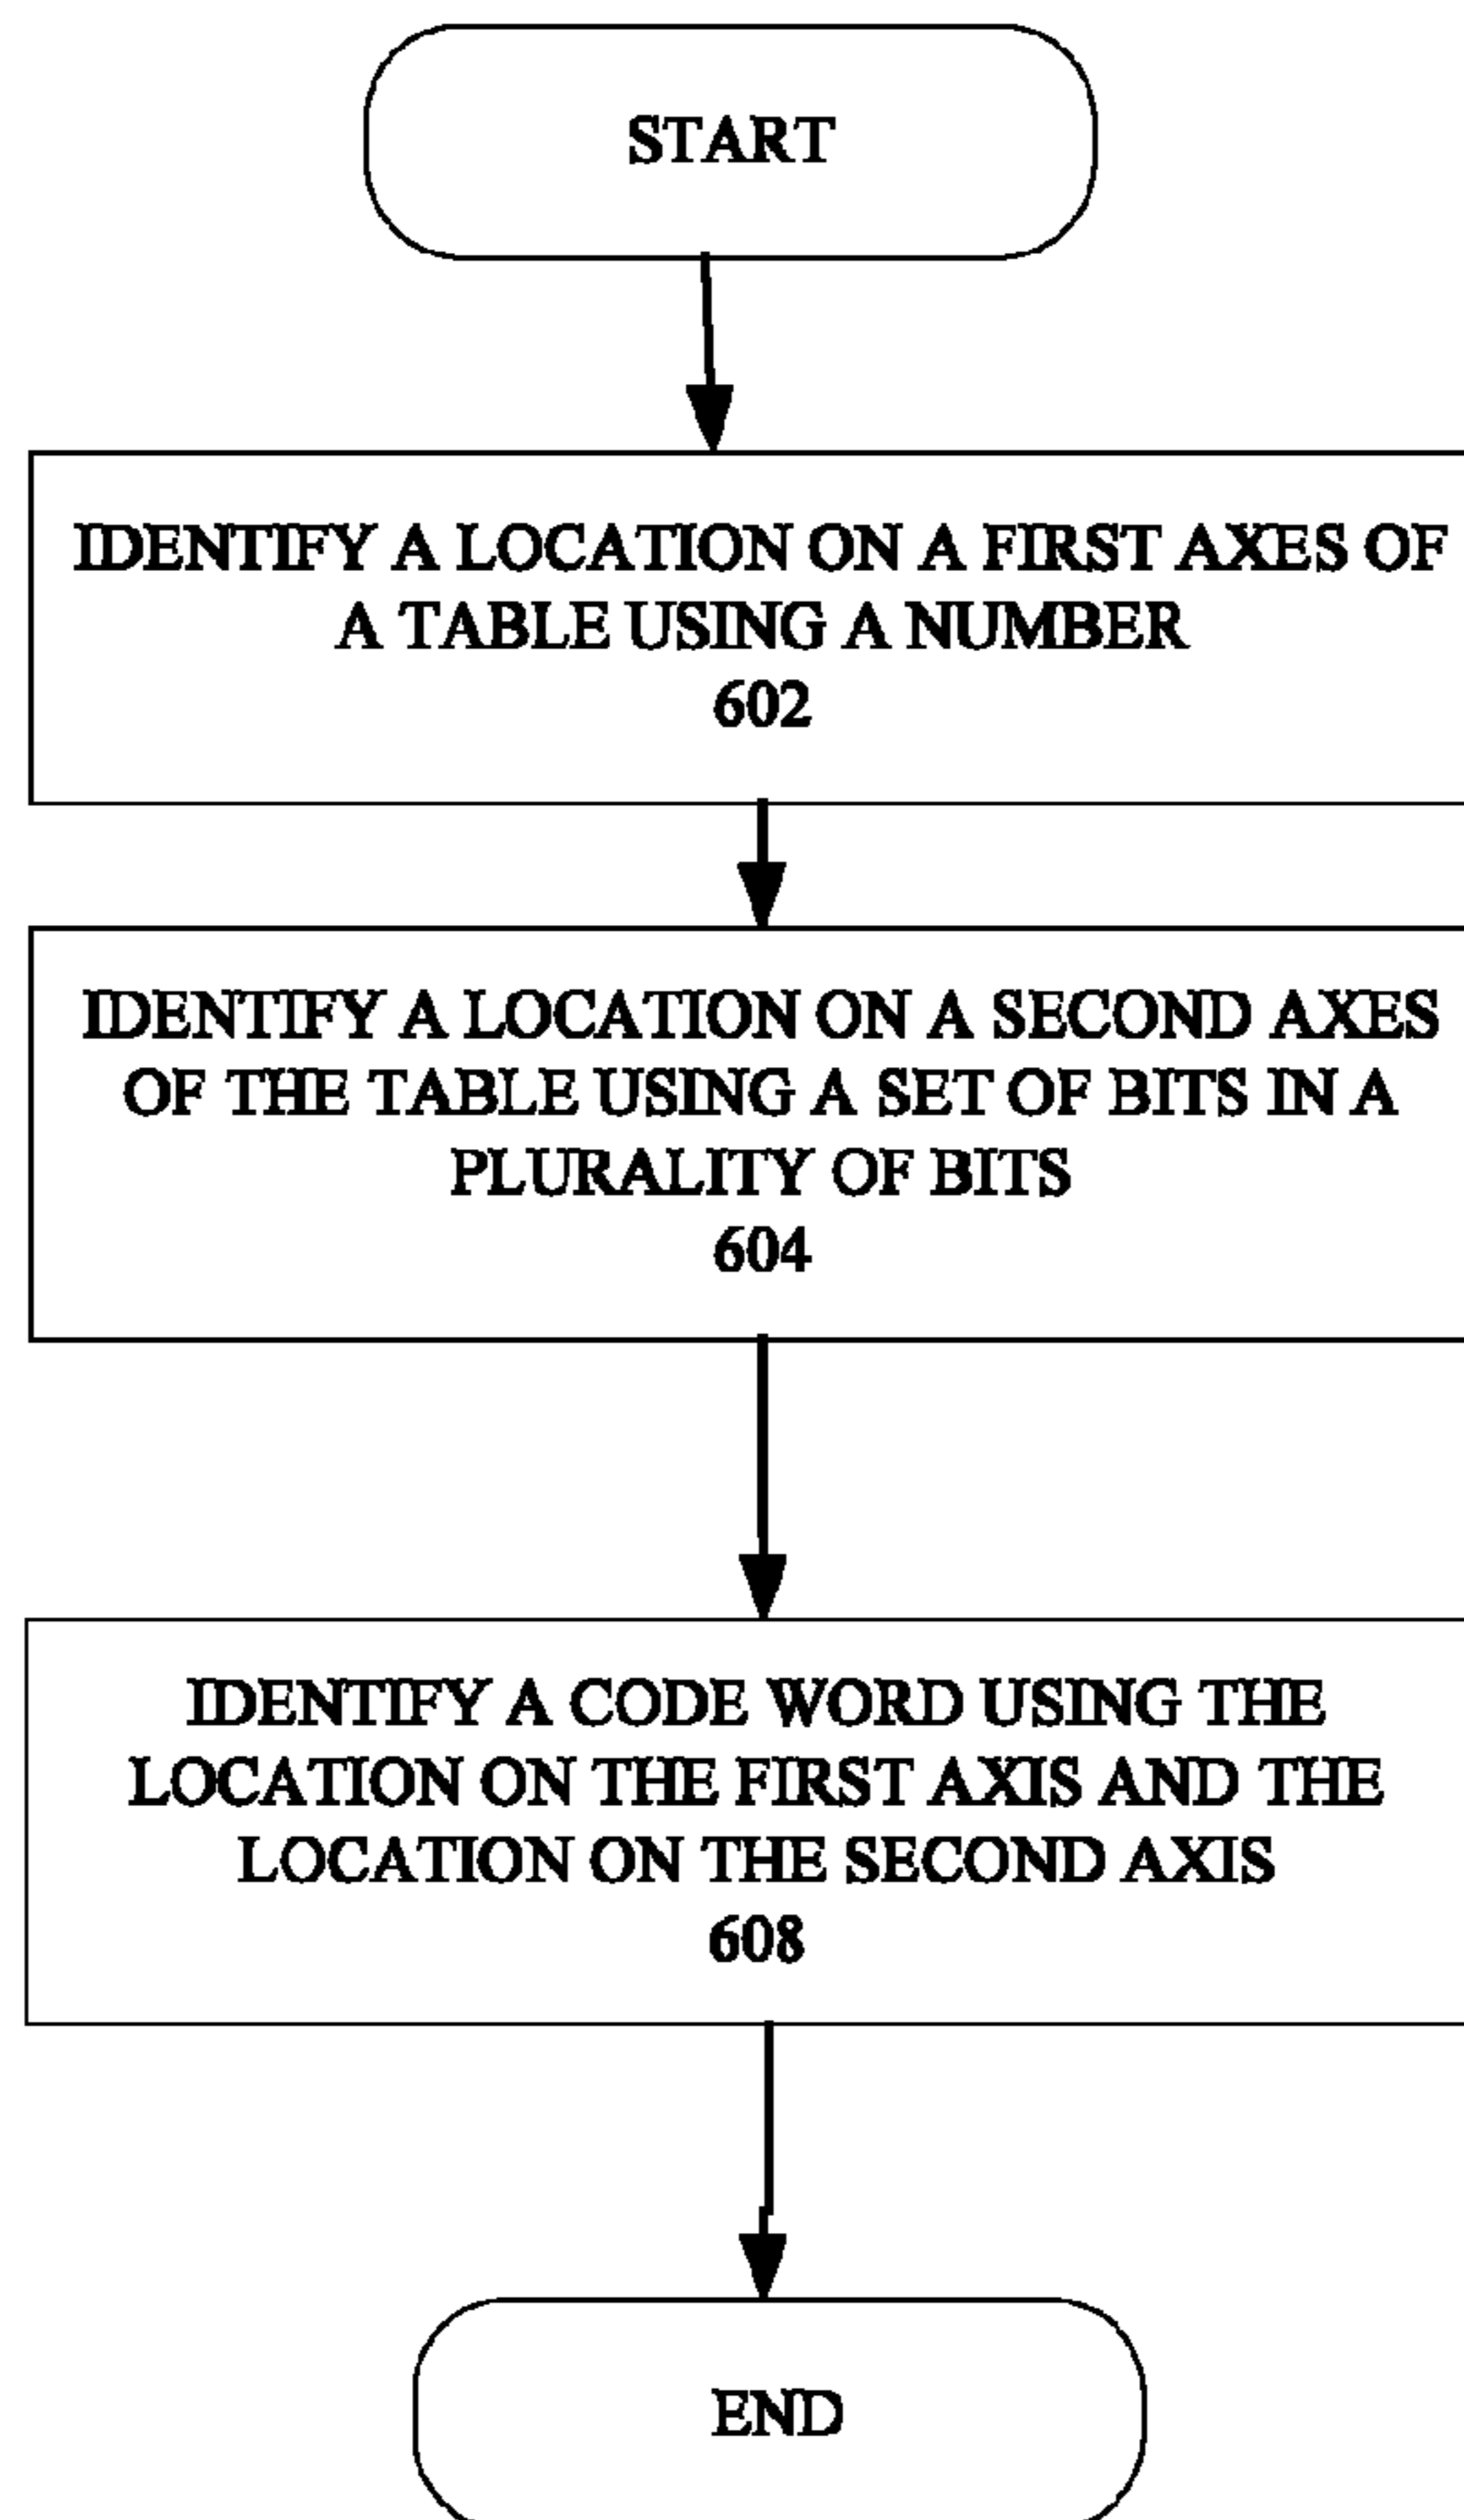 START
IDENTIFY A LOCATION ON A FIRST AXES OF
A TABLE USING A NUMBER
602
IDENTIFY A LOCATION ON A SECOND AXES
OF THE TABLE USING A SET OF BITS IN A
PLURALITY OF BITS
604
IDENTIFY A CODE WORD USING THE
LOCATION ON THE FIRST AXIS AND THE
LOCATION ON THE SECOND AXIS
608
END